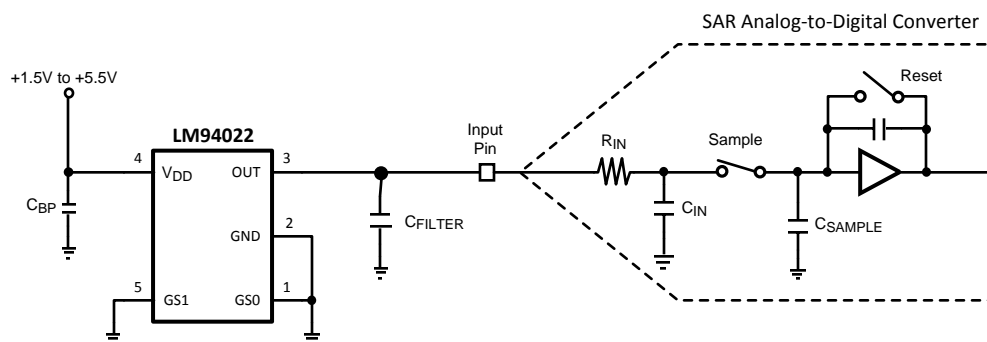 SAR Analog-to-Digital Converter
+1.5V to +5.5V
Reset
LM94022
Input
Pin
RIN
Sample
4
VDD
OUT
3
CBP
CFILTER
CIN
CSAMPLE
GND
2
5
GS1
GS0
1